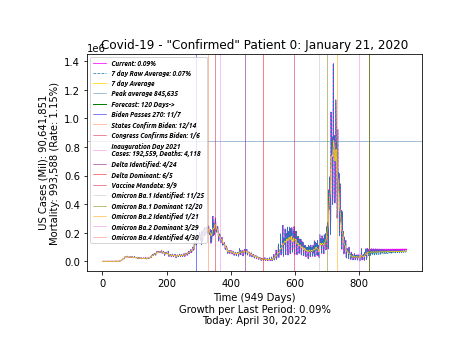 Covid-19 - "Confirmed" Patient 0: January 21, 2020
1e6
1.4
1.2
1.0
0.8
0.6
0.4
0.2
0.0
US Cases (Mil): 90,641,851
Mortality: 993,588 (Rate: 1.15%)
Current: 0.09%
7 day Raw Average: 0.07%
7 day Average
Peak average 845,635
Forecast: 120 Days->
Biden Passes 270: 11/7
States Confirm Biden: 12/14
Congress Confirms Biden: 1/6
Inauguration Day 2021
Cases: 192,559, Deaths: 4,118
Delta Identified: 4/24
Delta Dominant: 6/5
Vaccine Mandate: 9/9
Omicron Ba.1 Identified: 11/25
Omicron Dominant 12/20
Omicron Ba.2 Identified 1/21
Omicron Ba.2 Dominant 3/29
Omicron Ba.4 Identified 4/30
0
200
400
600
800
Time (949 Days)
Growth per Last Period: 0.09%
Today: April 30, 2022